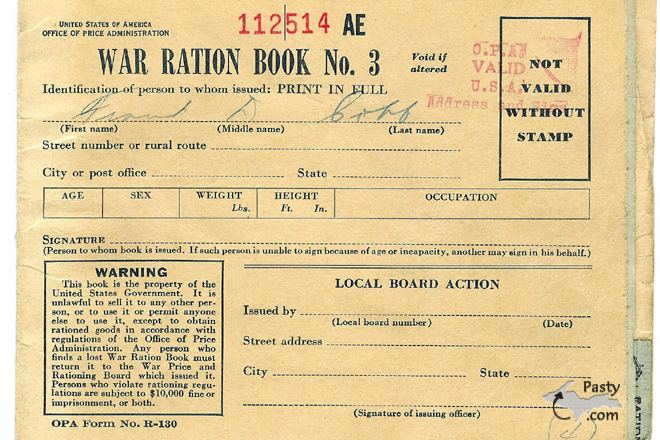 UNITED STATES OF AMERICA
OFFICE OF PRICE ADMINISTRATION
112514 AE
WAR RATION BOOK No. 3
Void if altered
O.P.A.
VALID
U.S.A.
Address and
NOT
VALID
WITHOUT
STAMP
Identification of person to whom issued: PRINT IN FULL
D Cobb
(First name) (Middle name) (Last name)
Street number or rural route
City or post office State
AGE SEX WEIGHT Lbs. HEIGHT Ft. In. OCCUPATION
SIGNATURE
(Person to whom book is issued. If such person is unable to sign because of age or incapacity, another may sign in his behalf.)
WARNING
This book is the property of the
United States Government. It is
unlawful to sell it to any other per-
son, or to use it or permit anyone
else to use it, except to obtain
rationed goods in accordance with
regulations of the Office of Price
Administration. Any person who
finds a lost War Ration Book must
return it to the War Price and
Rationing Board which issued it.
Persons who violate rationing regu-
lations are subject to $10,000 fine or
imprisonment, or both.
OPA Form No. R-130
LOCAL BOARD ACTION
Issued by
(Local board number) (Date)
Street address
City State
(Signature of issuing officer)
Pasty
.com